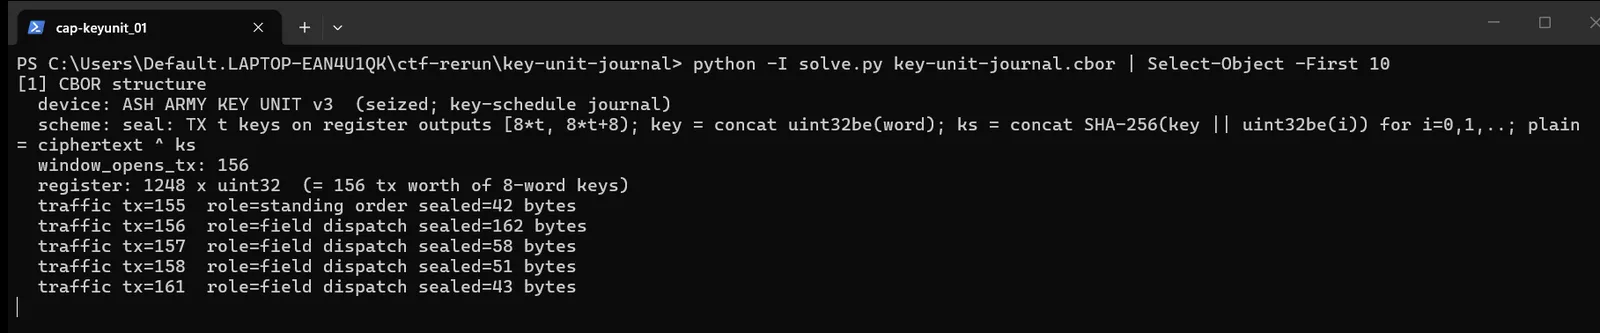 cap-keyunit_01
PS C:\Users\Default.LAPTOP-EAN4U1QK\ctf-rerun\key-unit-journal> python -I solve.py key-unit-journal.cbor | Select-Object -First 10
[1] CBOR structure
  device: ASH ARMY KEY UNIT v3  (seized; key-schedule journal)
  scheme: seal: TX t keys on register outputs [8*t, 8*t+8); key = concat uint32be(word); ks = concat SHA-256(key || uint32be(i)) for i=0,1,..; plain
= ciphertext ^ ks
  window_opens_tx: 156
  register: 1248 x uint32  (= 156 tx worth of 8-word keys)
  traffic tx=155  role=standing order sealed=42 bytes
  traffic tx=156  role=field dispatch sealed=162 bytes
  traffic tx=157  role=field dispatch sealed=58 bytes
  traffic tx=158  role=field dispatch sealed=51 bytes
  traffic tx=161  role=field dispatch sealed=43 bytes